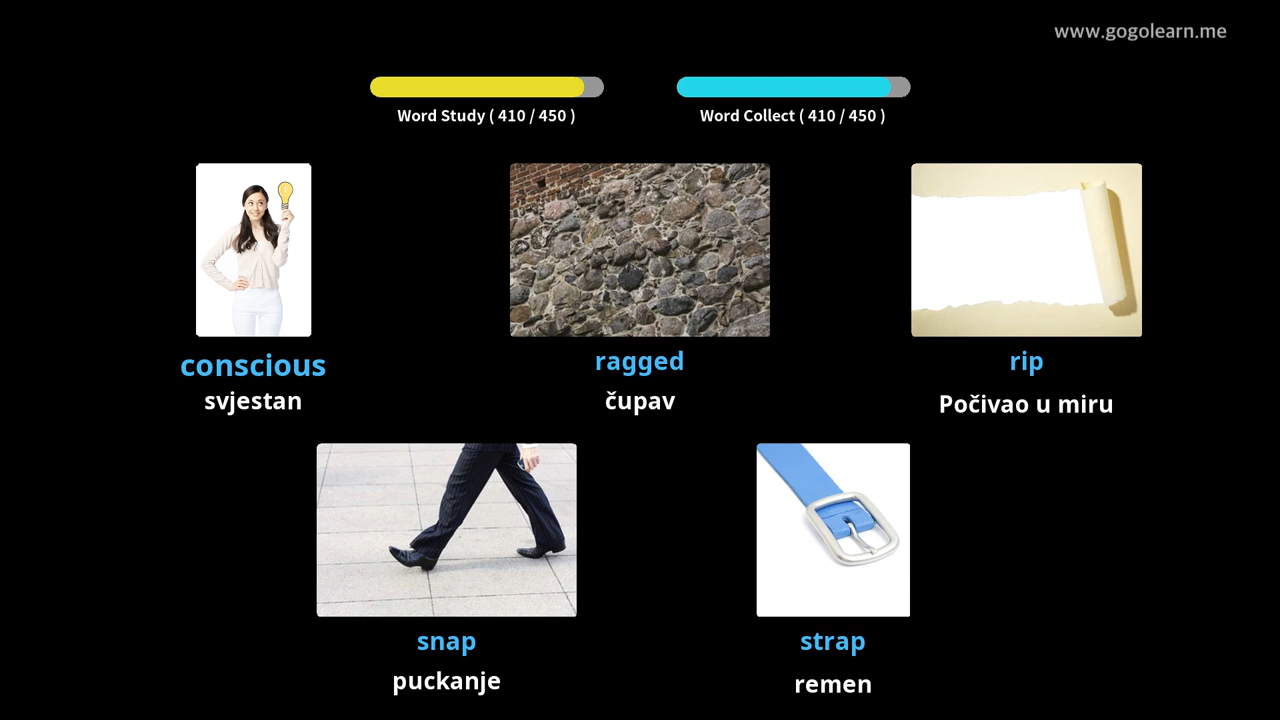 www.gogolearn.me
Word Study ( 410 / 450 )
Word Collect ( 410 / 450 )
conscious
svjestan
ragged
čupav
rip
Počivao u miru
snap
puckanje
strap
remen